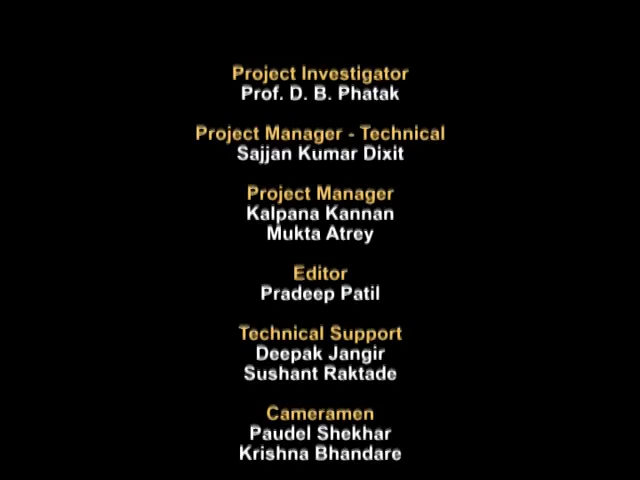 Project Investigator
Prof. D. B. Phatak
Project Manager - Technical
Sajjan Kumar Dixit
Project Manager
Kalpana Kannan
Mukta Atrey
Editor
Pradeep Patil
Technical Support
Deepak Jangir
Sushant Raktade
Cameramen
Paudel Shekhar
Krishna Bhandare